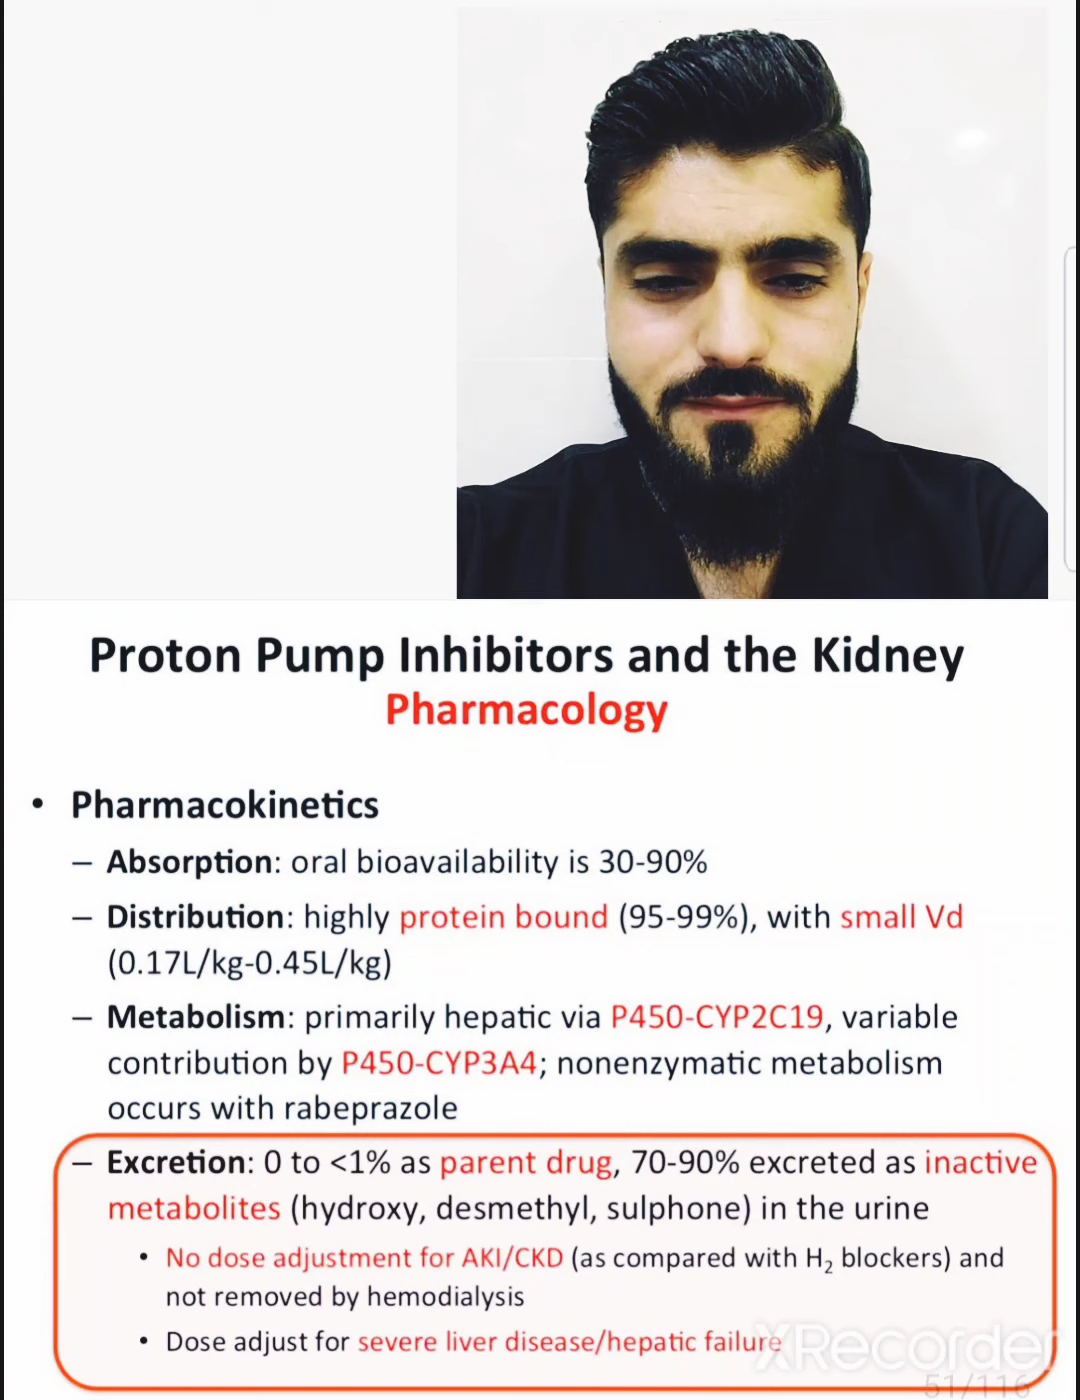 Proton Pump Inhibitors and the Kidney
Pharmacology
• Pharmacokinetics
– Absorption: oral bioavailability is 30-90%
– Distribution: highly protein bound (95-99%), with small Vd
(0.17L/kg-0.45L/kg)
– Metabolism: primarily hepatic via P450-CYP2C19, variable
contribution by P450-CYP3A4; nonenzymatic metabolism
occurs with rabeprazole
– Excretion: 0 to <1% as parent drug, 70-90% excreted as inactive
metabolites (hydroxy, desmethyl, sulphone) in the urine
• No dose adjustment for AKI/CKD (as compared with H₂ blockers) and
not removed by hemodialysis
• Dose adjust for severe liver disease/hepatic failure
XRecorder
51/116